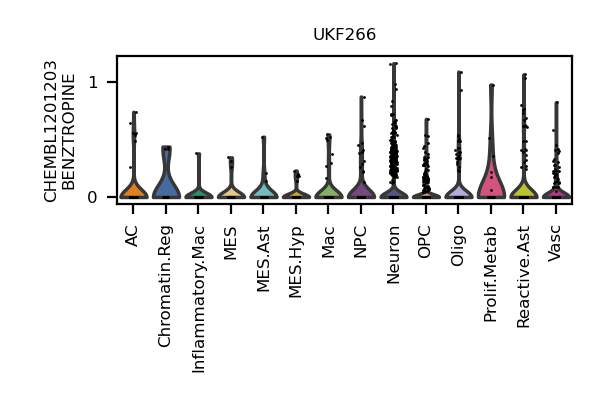 UKF266
CHEMBL1201203
BENZTROPINE
1
0
AC
Chromatin.Reg
Inflammatory.Mac
MES
MES.Ast
MES.Hyp
Mac
NPC
Neuron
OPC
Oligo
Prolif.Metab
Reactive.Ast
Vasc